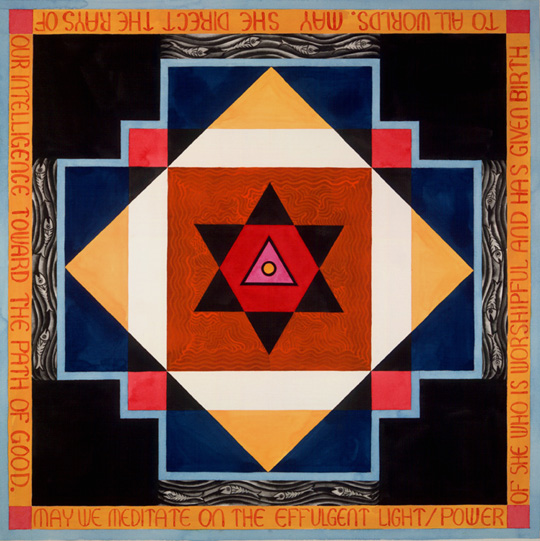 MAY WE MEDITATE ON THE EFFULGENT LIGHT/POWER
OF SHE WHO IS WORSHIPFUL AND HAS GIVEN BIRTH
TO ALL WORLDS. MAY SHE DIRECT THE RAYS OF
OUR INTELLIGENCE TOWARD THE PATH OF GOOD.